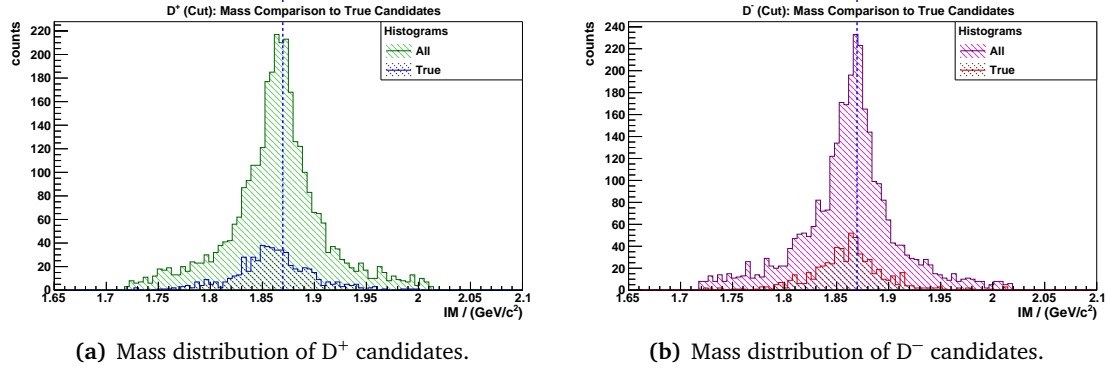 D⁺ (Cut): Mass Comparison to True Candidates
counts
220
200
180
160
140
120
100
80
60
40
20
0
1.65 1.7 1.75 1.8 1.85 1.9 1.95 2 2.05 2.1
IM / (GeV/c²)
Histograms
All
True
(a) Mass distribution of D⁺ candidates.
D⁻ (Cut): Mass Comparison to True Candidates
counts
240
220
200
180
160
140
120
100
80
60
40
20
0
1.65 1.7 1.75 1.8 1.85 1.9 1.95 2 2.05 2.1
IM / (GeV/c²)
Histograms
All
True
(b) Mass distribution of D⁻ candidates.